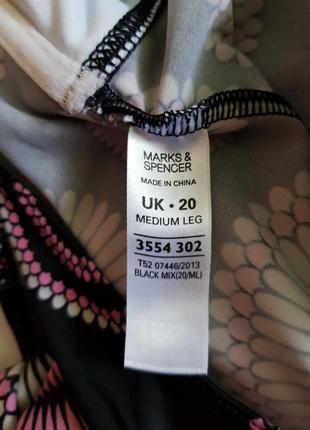 MARKS &
SPENCER
MADE IN CHINA
UK · 20
MEDIUM LEG
3554 302
T52 07446/2013
BLACK MIX(20/ML)